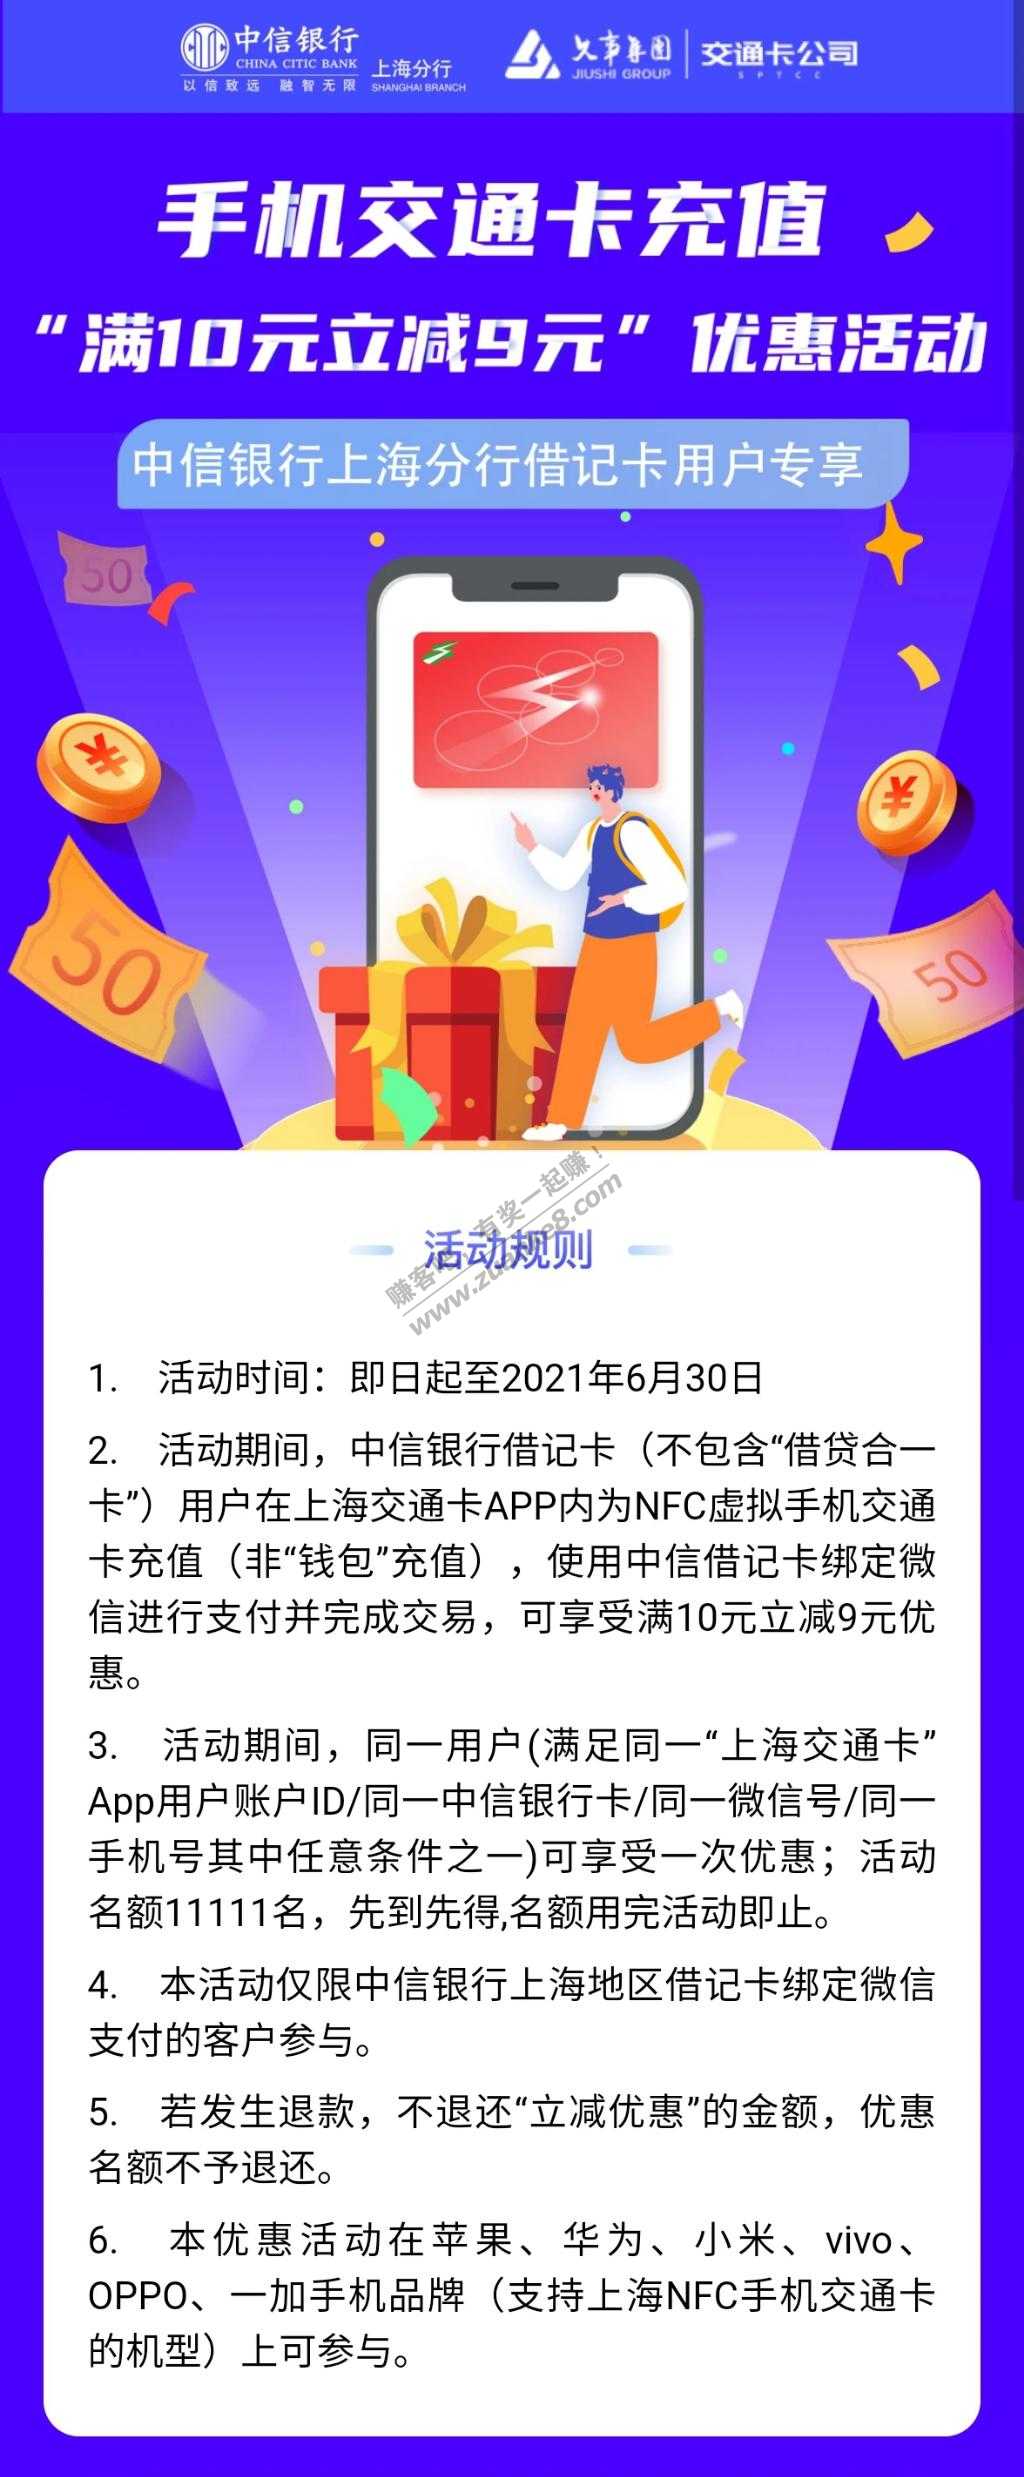 中信银行
CHINA CITIC BANK
以信致远 融智无限
上海分行
SHANGHAI BRANCH
久事集团
JIUSHI GROUP
交通卡公司
SPTCC
手机交通卡充值
“满10元立减9元”优惠活动
中信银行上海分行借记卡用户专享
50
¥
¥
50
50
活动规则
赚客吧，有奖一起赚！
www.zuanke8.com
1. 活动时间：即日起至2021年6月30日
2. 活动期间，中信银行借记卡（不包含“借贷合一
卡”）用户在上海交通卡APP内为NFC虚拟手机交通
卡充值（非“钱包”充值），使用中信借记卡绑定微
信进行支付并完成交易，可享受满10元立减9元优
惠。
3. 活动期间，同一用户(满足同一“上海交通卡”
App用户账户ID/同一中信银行卡/同一微信号/同一
手机号其中任意条件之一)可享受一次优惠；活动
名额11111名，先到先得,名额用完活动即止。
4. 本活动仅限中信银行上海地区借记卡绑定微信
支付的客户参与。
5. 若发生退款，不退还“立减优惠”的金额，优惠
名额不予退还。
6. 本优惠活动在苹果、华为、小米、vivo、
OPPO、一加手机品牌（支持上海NFC手机交通卡
的机型）上可参与。